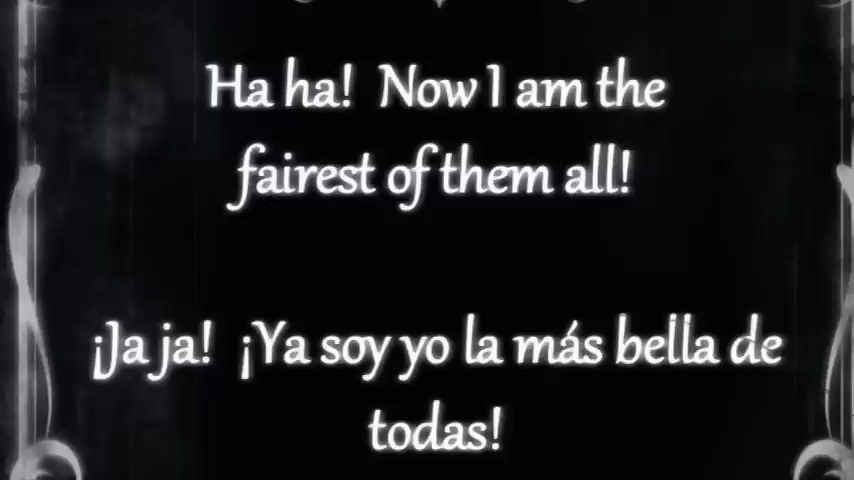 Ha ha! Now I am the
fairest of them all!
¡Ja ja! ¡Ya soy yo la más bella de
todas!